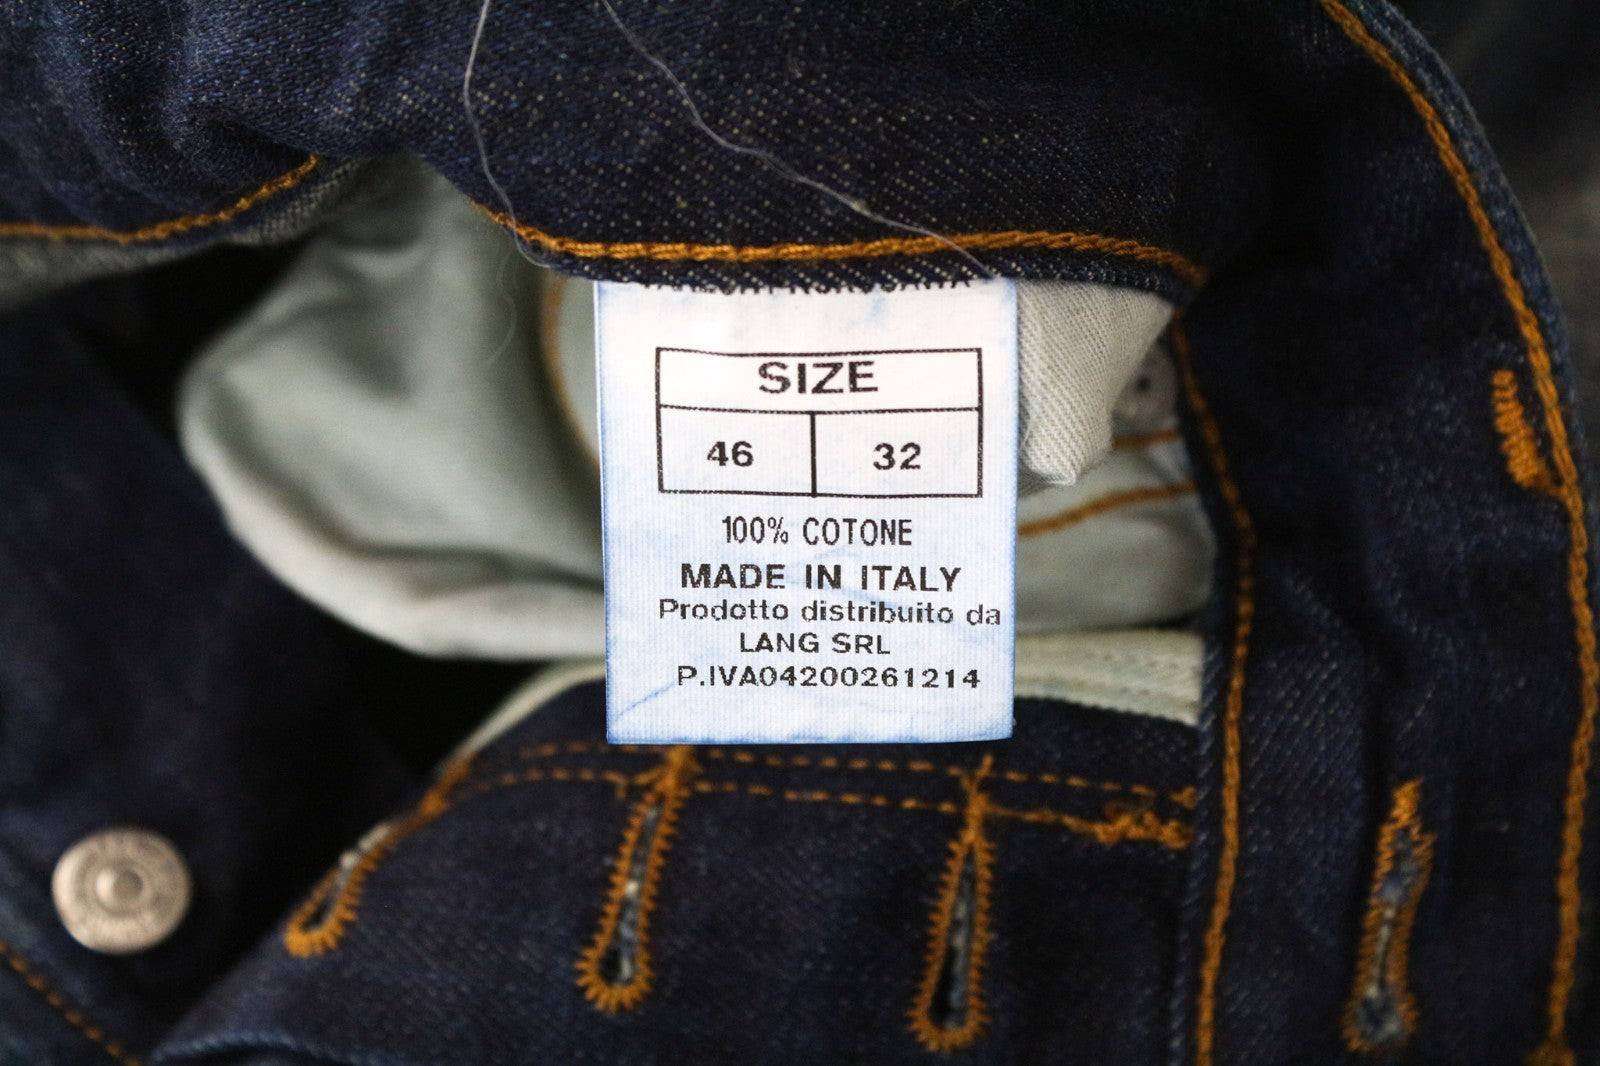 SIZE
46 32
100% COTONE
MADE IN ITALY
Prodotto distribuito da
LANG SRL
P.IVA04200261214